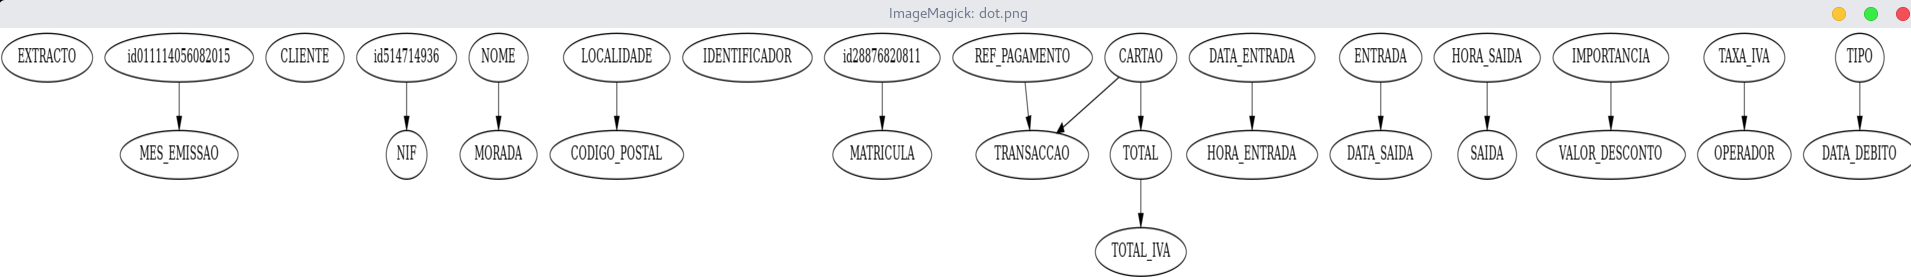 ImageMagick: dot.png
EXTRACTO
id011114056082015
CLIENTE
id514714936
NOME
LOCALIDADE
IDENTIFICADOR
id28876820811
REF_PAGAMENTO
CARTAO
DATA_ENTRADA
ENTRADA
HORA_SAIDA
IMPORTANCIA
TAXA_IVA
TIPO
MES_EMISSAO
NIF
MORADA
CODIGO_POSTAL
MATRICULA
TRANSACCAO
TOTAL
HORA_ENTRADA
DATA_SAIDA
SAIDA
VALOR_DESCONTO
OPERADOR
DATA_DEBITO
TOTAL_IVA